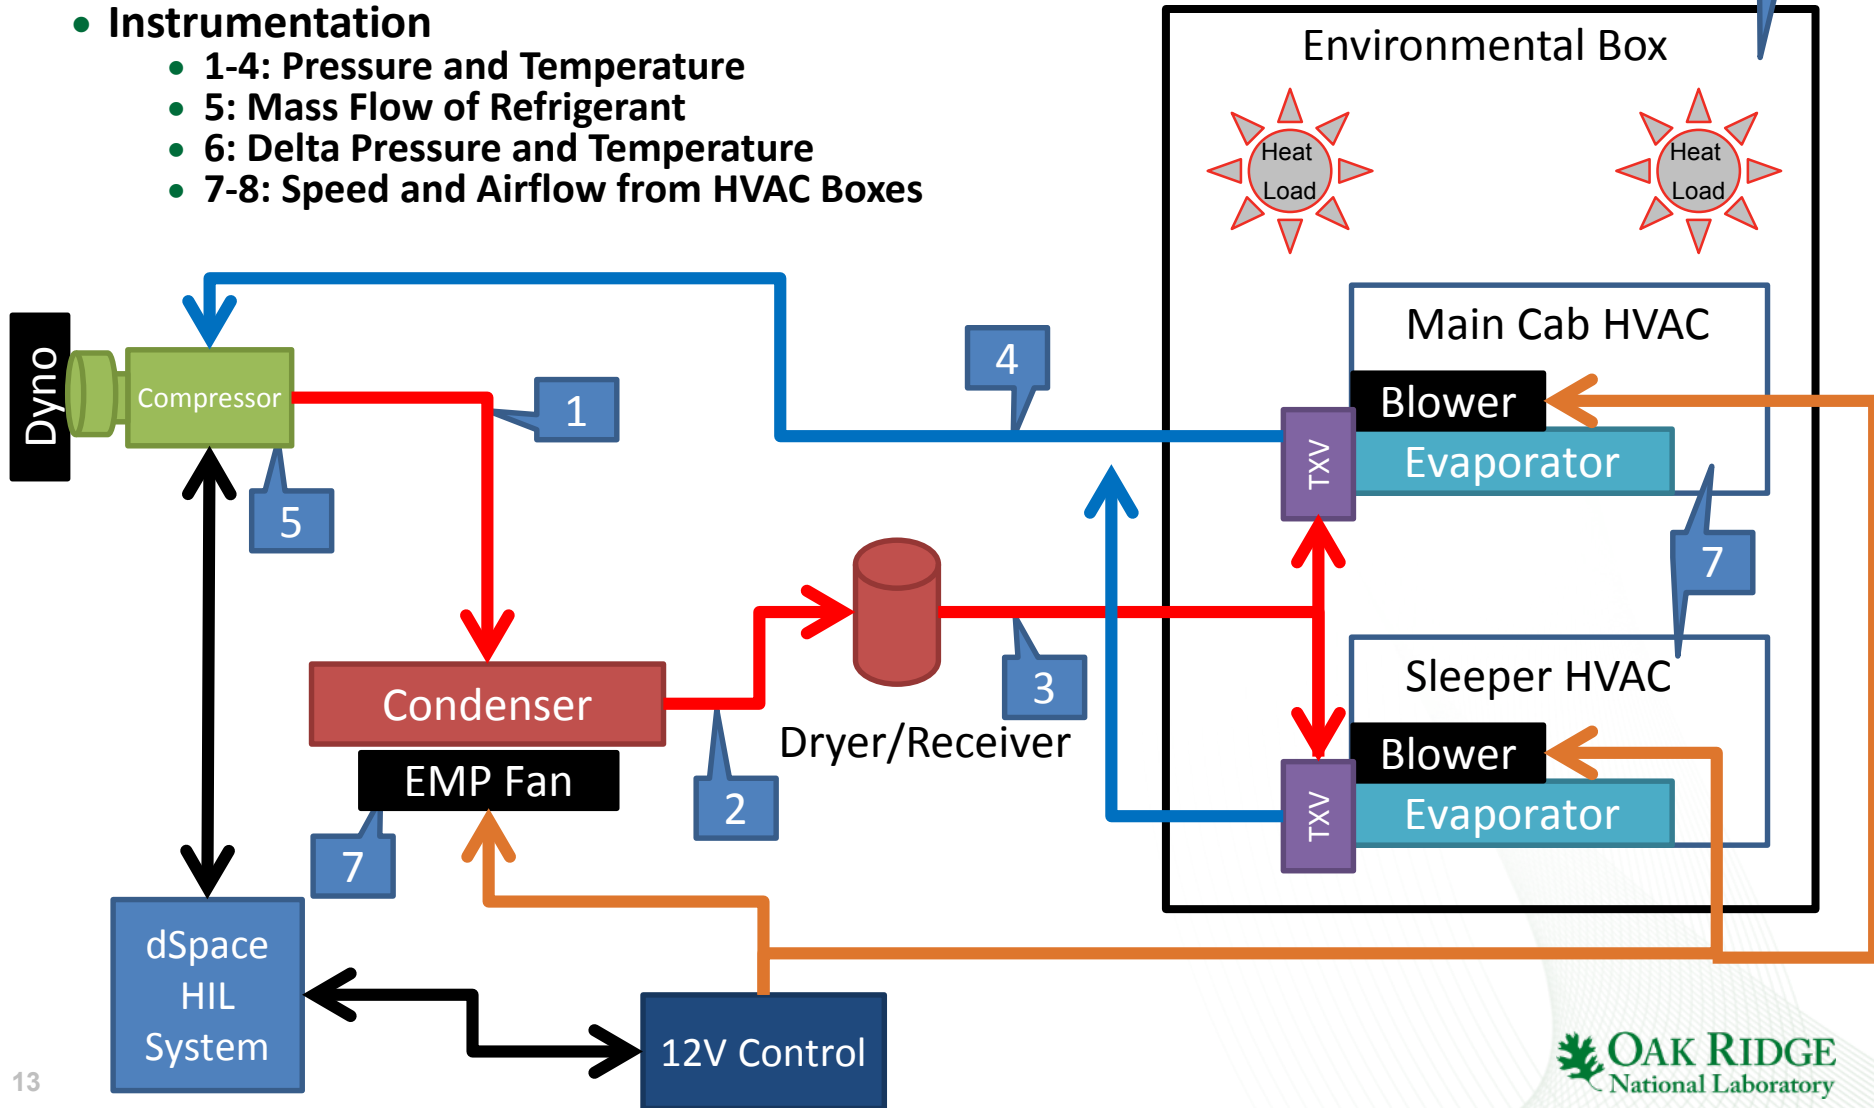 • Instrumentation
• 1-4: Pressure and Temperature
• 5: Mass Flow of Refrigerant
• 6: Delta Pressure and Temperature
• 7-8: Speed and Airflow from HVAC Boxes
Environmental Box
Heat
Load
Heat
Load
Main Cab HVAC
Blower
TXV
Evaporator
4
Dyno
Compressor
1
5
7
3
Sleeper HVAC
Blower
TXV
Evaporator
Condenser
Dryer/Receiver
EMP Fan
2
7
dSpace
HIL
System
12V Control
13
OAK RIDGE
National Laboratory